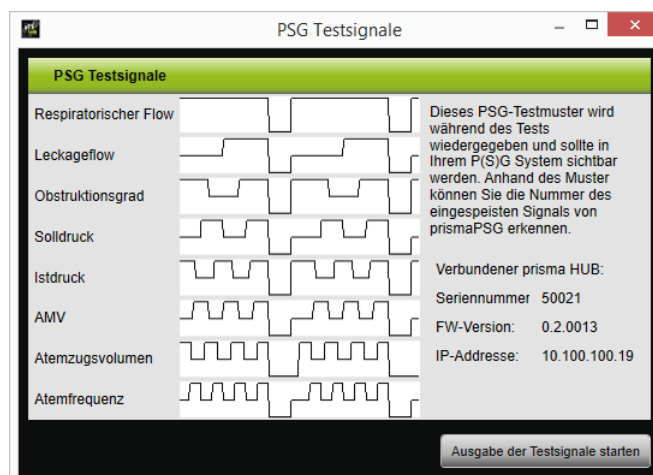 PSG Testsignale
PSG Testsignale
Respiratorischer Flow
Leckageflow
Obstruktionsgrad
Solldruck
Istdruck
AMV
Atemzugsvolumen
Atemfrequenz
Dieses PSG-Testmuster wird
während des Tests
wiedergegeben und sollte in
Ihrem P(S)G System sichtbar
werden. Anhand des Muster
können Sie die Nummer des
eingespeisten Signals von
prismaPSG erkennen.
Verbundener prisma HUB:
Seriennummer 50021
FW-Version: 0.2.0013
IP-Addresse: 10.100.100.19
Ausgabe der Testsignale starten